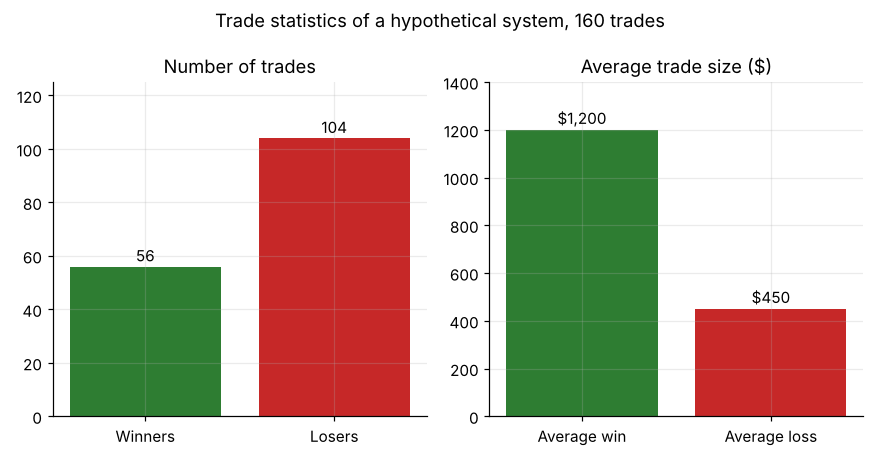 Trade statistics of a hypothetical system, 160 trades
Number of trades
120
100
80
60
40
20
0
56
104
Winners
Losers
Average trade size ($)
1400
1200
1000
800
600
400
200
0
$1,200
$450
Average win
Average loss